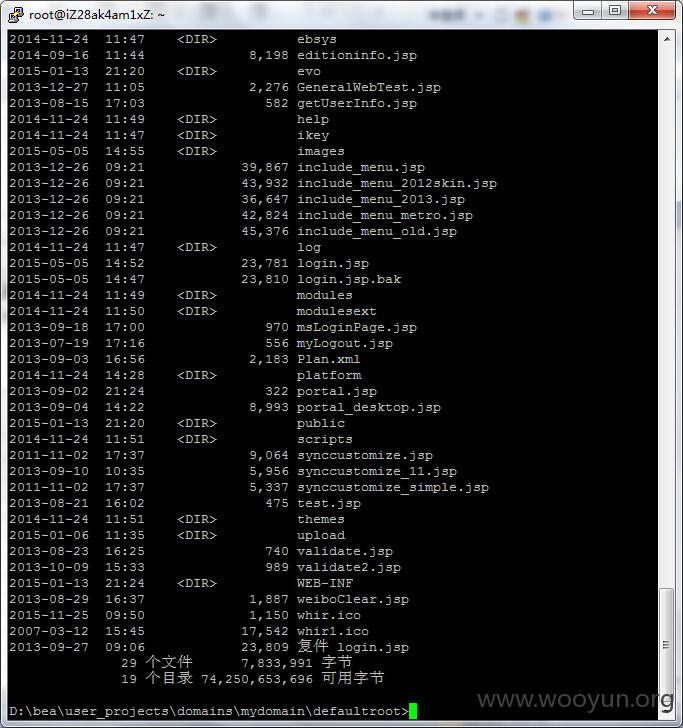 root@iZ28ak4am1xZ: ~
2014-11-24  11:47    <DIR>          ebsys
2014-09-16  11:44             8,198 editioninfo.jsp
2015-01-13  21:20    <DIR>          evo
2013-12-27  11:05             2,276 GeneralWebTest.jsp
2013-08-15  17:03               582 getUserInfo.jsp
2014-11-24  11:49    <DIR>          help
2014-11-24  11:47    <DIR>          ikey
2015-05-05  14:55    <DIR>          images
2013-12-26  09:21            39,867 include_menu.jsp
2013-12-26  09:21            43,932 include_menu_2012skin.jsp
2013-12-26  09:21            36,647 include_menu_2013.jsp
2013-12-26  09:21            42,824 include_menu_metro.jsp
2013-12-26  09:21            45,376 include_menu_old.jsp
2014-11-24  11:47    <DIR>          log
2015-05-05  14:52            23,781 login.jsp
2015-05-05  14:47            23,810 login.jsp.bak
2014-11-24  11:49    <DIR>          modules
2014-11-24  11:50    <DIR>          modulesext
2013-09-18  17:00               970 msLoginPage.jsp
2013-07-19  17:16               556 myLogout.jsp
2013-09-03  16:56             2,183 Plan.xml
2014-11-24  14:28    <DIR>          platform
2013-09-02  21:24               322 portal.jsp
2013-09-04  14:22             8,993 portal_desktop.jsp
2015-01-13  21:20    <DIR>          public
2014-11-24  11:51    <DIR>          scripts
2011-11-02  17:37             9,064 synccustomize.jsp
2013-09-10  10:35             5,956 synccustomize_11.jsp
2011-11-02  17:37             5,337 synccustomize_simple.jsp
2013-08-21  16:02               475 test.jsp
2014-11-24  11:51    <DIR>          themes
2015-01-06  11:35    <DIR>          upload
2013-08-23  16:25               740 validate.jsp
2013-10-09  15:33               989 validate2.jsp
2015-01-13  21:24    <DIR>          WEB-INF
2013-08-29  16:37             1,887 weiboClear.jsp
2015-11-25  09:50             1,150 whir.ico
2007-03-12  15:45            17,542 whir1.ico
2013-09-27  09:06            23,809 复件 login.jsp
29 个文件      7,833,991 字节
19 个目录 74,250,653,696 可用字节
D:\bea\user_projects\domains\mydomain\defaultroot>
www.wooyun.org